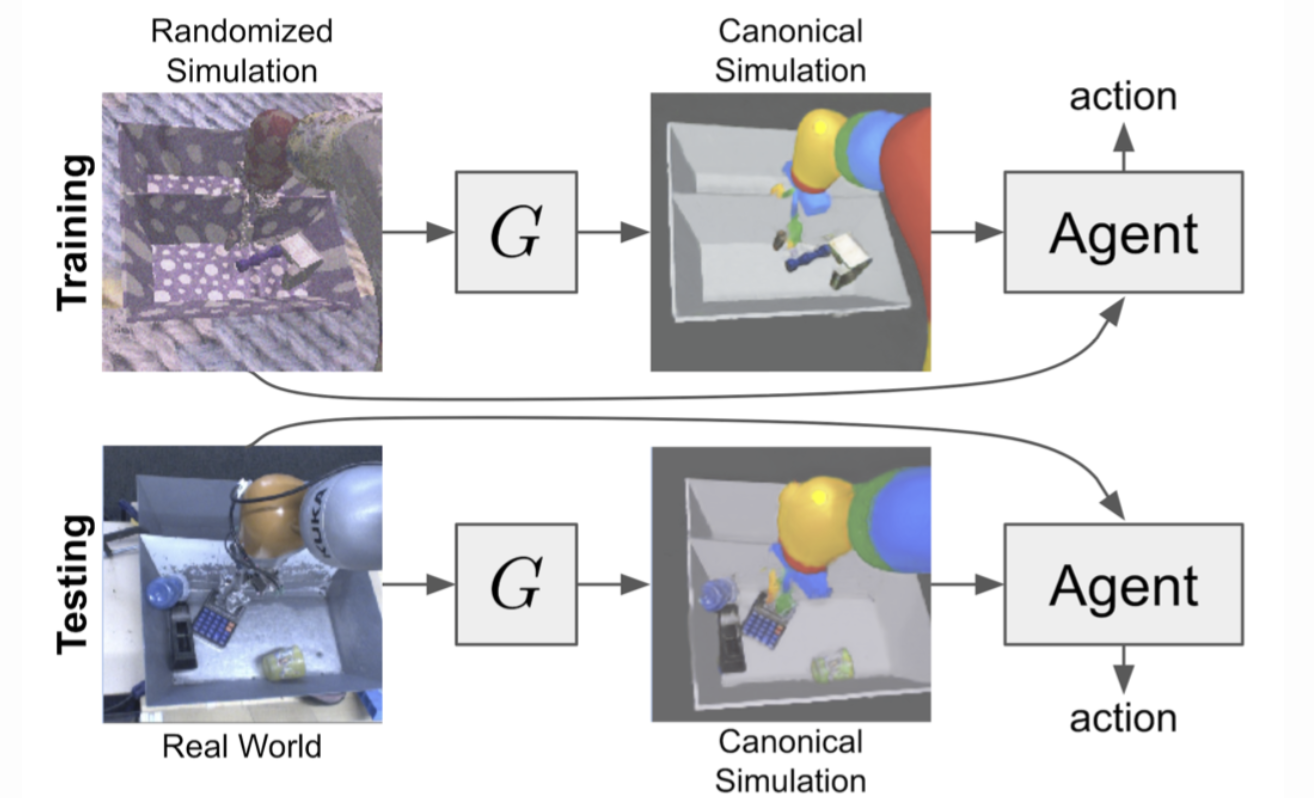 Randomized
Simulation
Canonical
Simulation
action
Training
G
Agent
Testing
KUKA
G
Agent
action
Real World
Canonical
Simulation